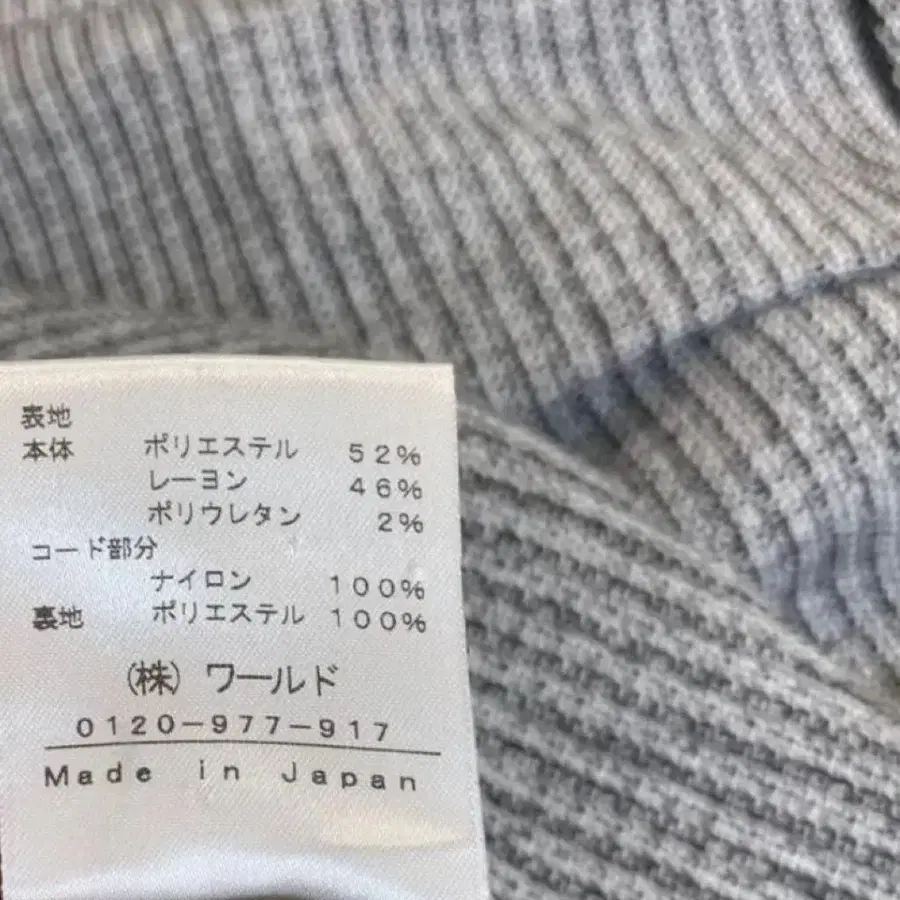 表地
本体 ポリエステル 52%
レーヨン 46%
ポリウレタン 2%
コード部分
ナイロン 100%
裏地 ポリエステル 100%
(株) ワールド
0120-977-917
Made in Japan